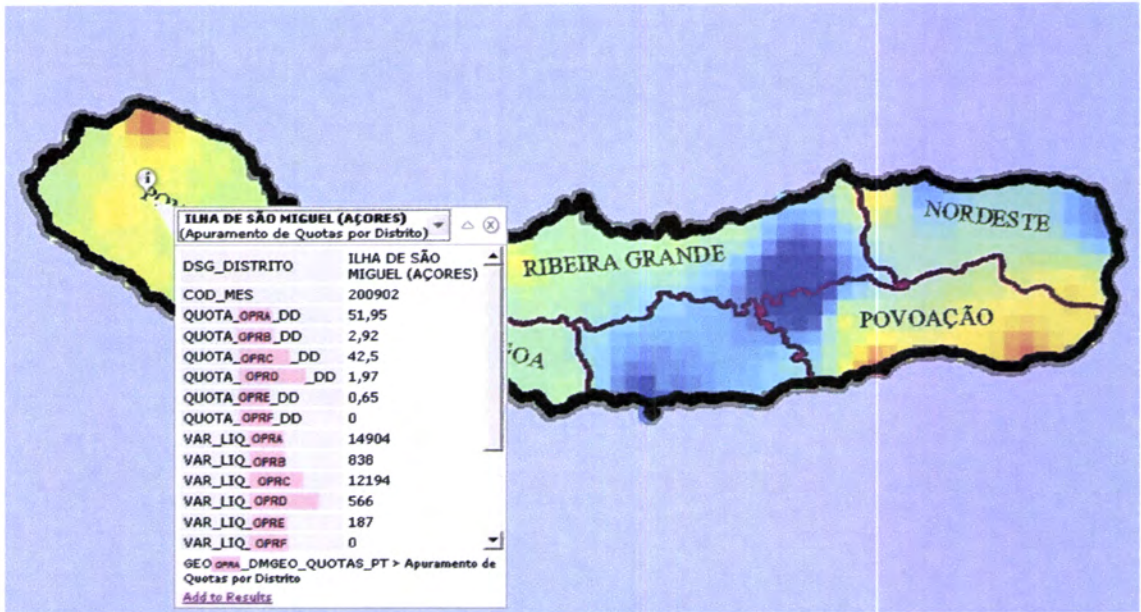 NORDESTE
RIBEIRA GRANDE
POVOAÇÃO
ILHA DE SÃO MIGUEL (AÇORES)
(Apuramento de Quotas por Distrito)
DSG_DISTRITO ILHA DE SÃO MIGUEL (AÇORES)
COD_MES 200902
QUOTA_OPRA_DD 51,95
QUOTA_OPRB_DD 2,92
QUOTA_OPRC_DD 42,5
QUOTA_OPRD_DD 1,97
QUOTA_OPRE_DD 0,65
QUOTA_OPRF_DD 0
VAR_LIQ_OPRA 14904
VAR_LIQ_OPRB 838
VAR_LIQ_OPRC 12194
VAR_LIQ_OPRD 566
VAR_LIQ_OPRE 187
VAR_LIQ_OPRF 0
GEO OPRA_DMGEO_QUOTAS_PT > Apuramento de
Quotas por Distrito
Add to Results